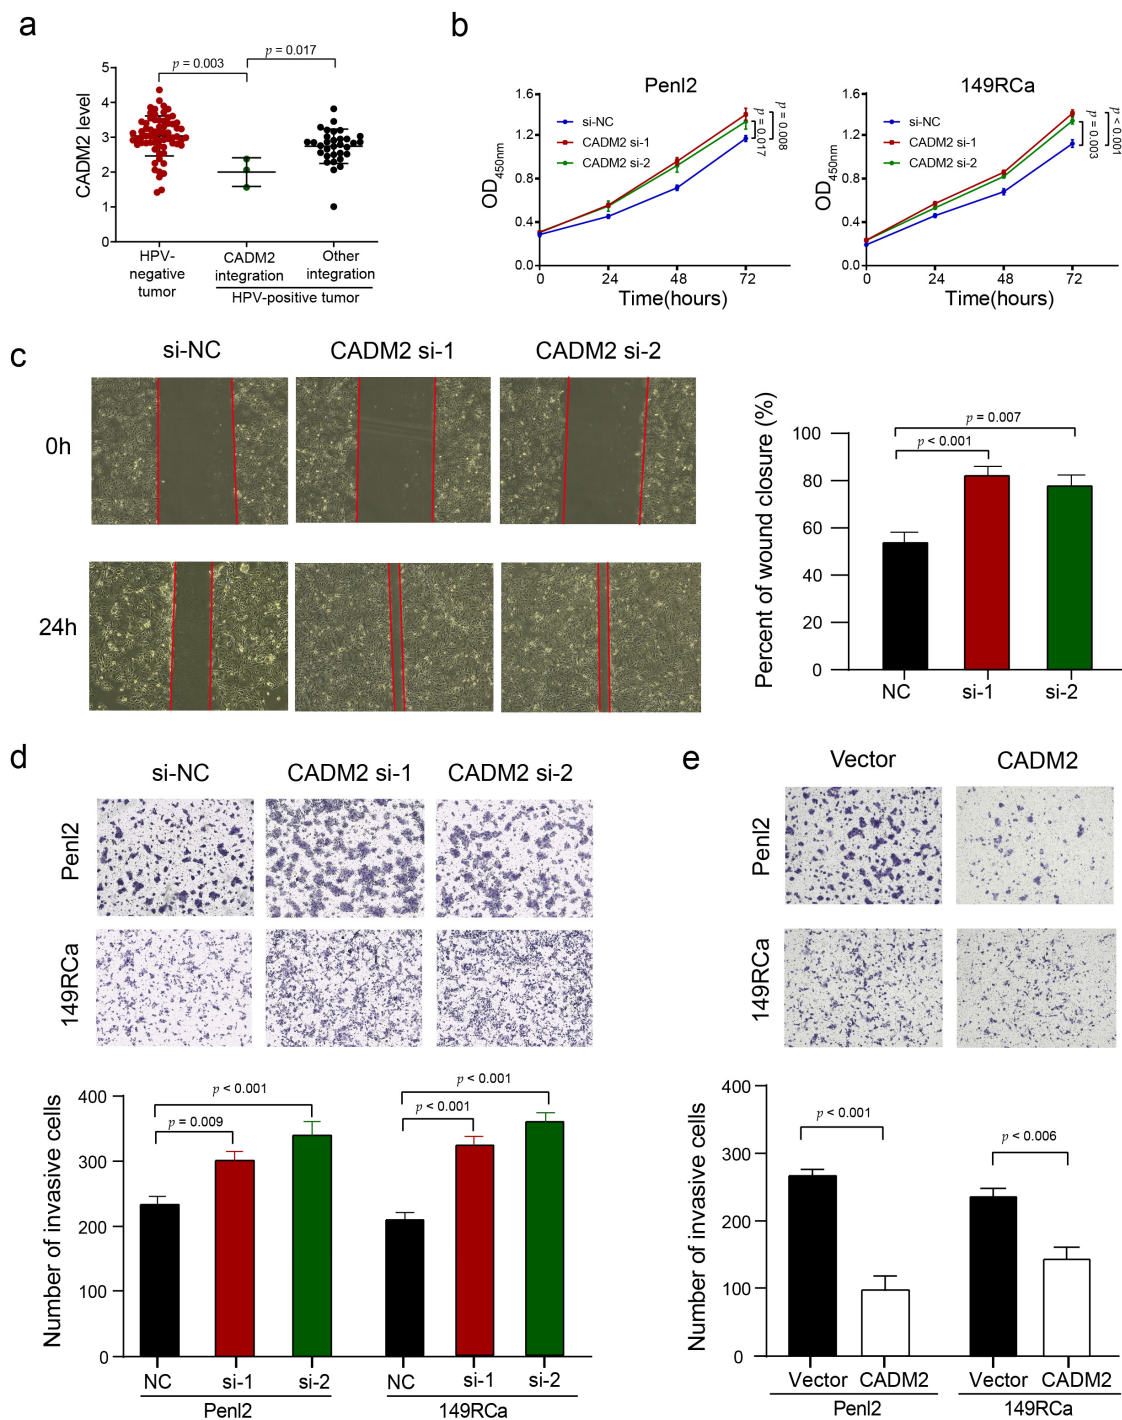 a
p = 0.003
p = 0.017
CADM2 level
5
4
3
2
1
0
HPV-
negative
tumor
CADM2
integration
Other
integration
HPV-positive tumor
b
Penl2
OD450nm
1.6
1.2
0.8
0.4
0.0
si-NC
CADM2 si-1
CADM2 si-2
p = 0.017
p = 0.008
0
24
48
72
Time(hours)
149RCa
OD450nm
1.6
1.2
0.8
0.4
0.0
si-NC
CADM2 si-1
CADM2 si-2
p = 0.003
p < 0.001
0
24
48
72
Time(hours)
c
si-NC
CADM2 si-1
CADM2 si-2
0h
24h
Percent of wound closure (%)
p = 0.007
p < 0.001
100
80
60
40
20
0
NC
si-1
si-2
d
si-NC
CADM2 si-1
CADM2 si-2
Penl2
149RCa
Number of invasive cells
400
300
200
100
0
p < 0.001
p = 0.009
p < 0.001
p < 0.001
NC
si-1
si-2
NC
si-1
si-2
Penl2
149RCa
e
Vector
CADM2
Penl2
149RCa
Number of invasive cells
400
300
200
100
0
p < 0.001
p < 0.006
Vector
CADM2
Vector
CADM2
Penl2
149RCa